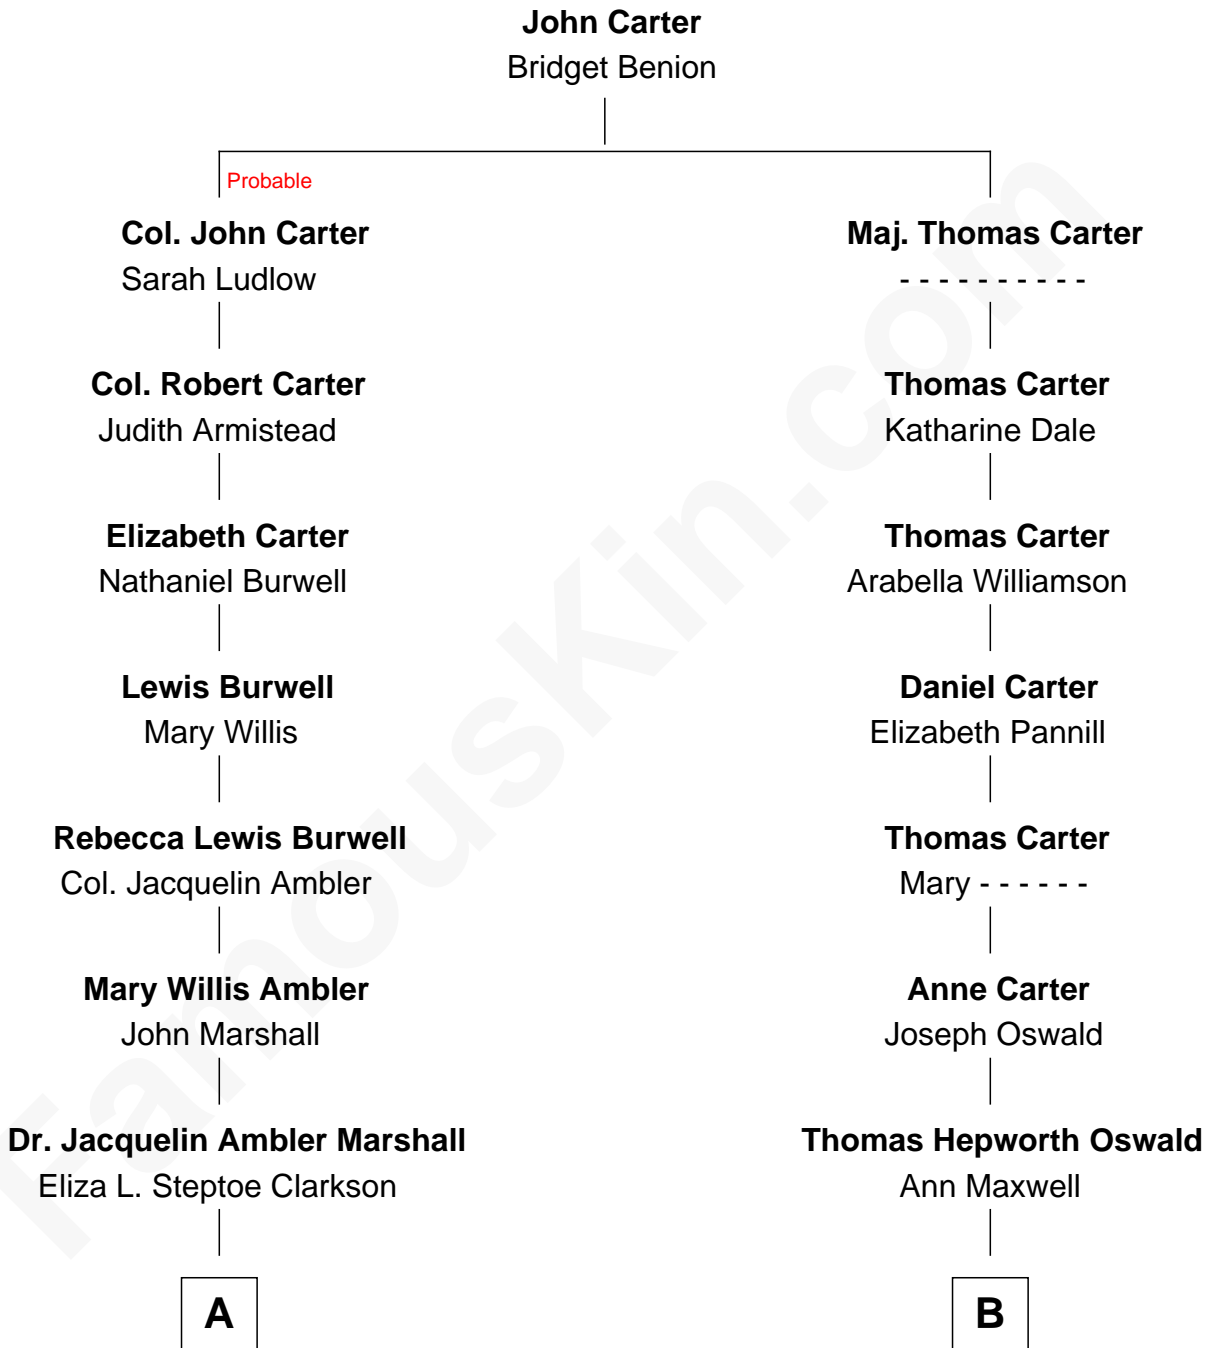 John Carter
Bridget Benion
Probable
Col. John Carter
Sarah Ludlow
Maj. Thomas Carter
- - - - - - - - - -
Col. Robert Carter
Judith Armistead
Thomas Carter
Katharine Dale
Elizabeth Carter
Nathaniel Burwell
Thomas Carter
Arabella Williamson
Lewis Burwell
Mary Willis
Daniel Carter
Elizabeth Pannill
Rebecca Lewis Burwell
Col. Jacquelin Ambler
Thomas Carter
Mary - - - - - -
Mary Willis Ambler
John Marshall
Anne Carter
Joseph Oswald
Dr. Jacquelin Ambler Marshall
Eliza L. Steptoe Clarkson
Thomas Hepworth Oswald
Ann Maxwell
A
B
FamousKin.com